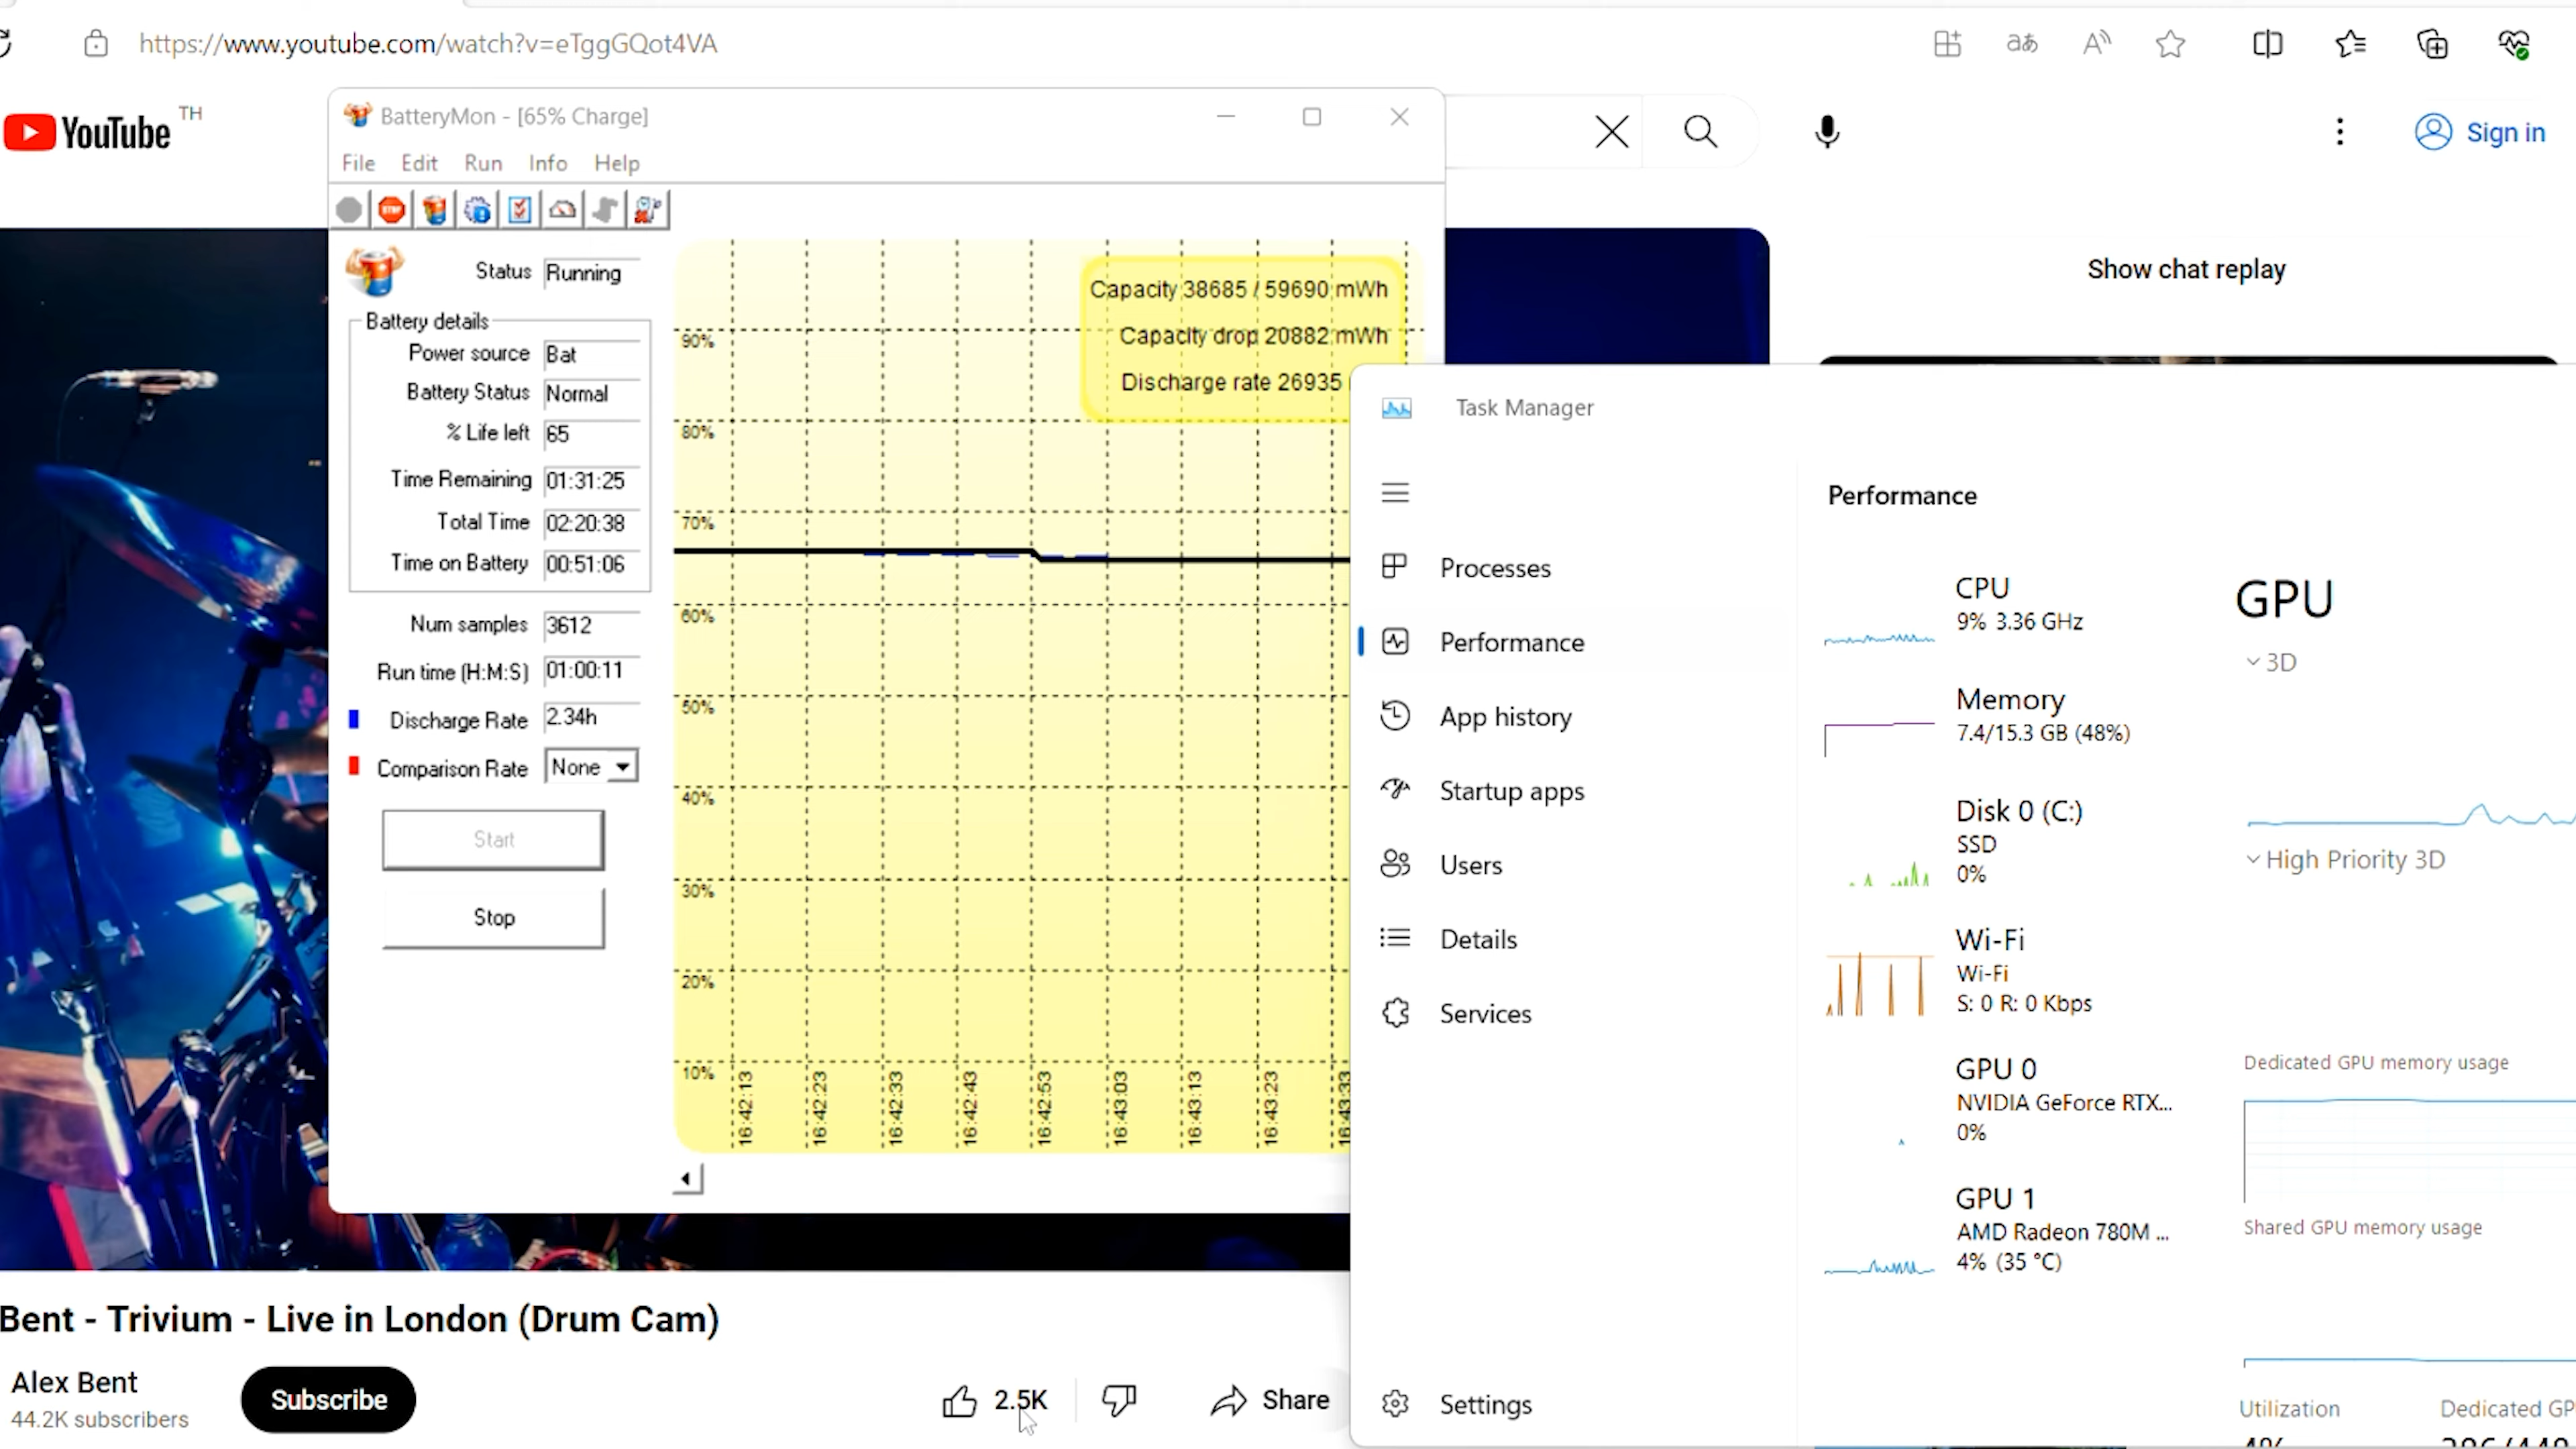 https://www.youtube.com/watch?v=eTggGQot4VA
YouTube TH
Sign in
BatteryMon - [65% Charge]
File Edit Run Info Help
STOP
Status Running
Battery details
Power source Bat
Battery Status Normal
% Life left 65
Time Remaining 01:31:25
Total Time 02:20:38
Time on Battery 00:51:06
Num samples 3612
Run time (H:M:S) 01:00:11
Discharge Rate 2.34h
Comparison Rate None
Start
Stop
Capacity 38685 / 59690 mWh
Capacity drop 20882 mWh
Discharge rate 26935
90%
80%
70%
60%
50%
40%
30%
20%
10%
16:42:13
16:42:23
16:42:33
16:42:43
16:42:53
16:43:03
16:43:13
16:43:23
16:43:33
Show chat replay
Task Manager
Processes
Performance
App history
Startup apps
Users
Details
Services
Settings
Performance
CPU
9% 3.36 GHz
Memory
7.4/15.3 GB (48%)
Disk 0 (C:)
SSD
0%
Wi-Fi
Wi-Fi
S: 0 R: 0 Kbps
GPU 0
NVIDIA GeForce RTX...
0%
GPU 1
AMD Radeon 780M ...
4% (35 °C)
GPU
3D
High Priority 3D
Dedicated GPU memory usage
Shared GPU memory usage
Utilization
Dedicated GP
Bent - Trivium - Live in London (Drum Cam)
Alex Bent
44.2K subscribers
Subscribe
2.5K
Share